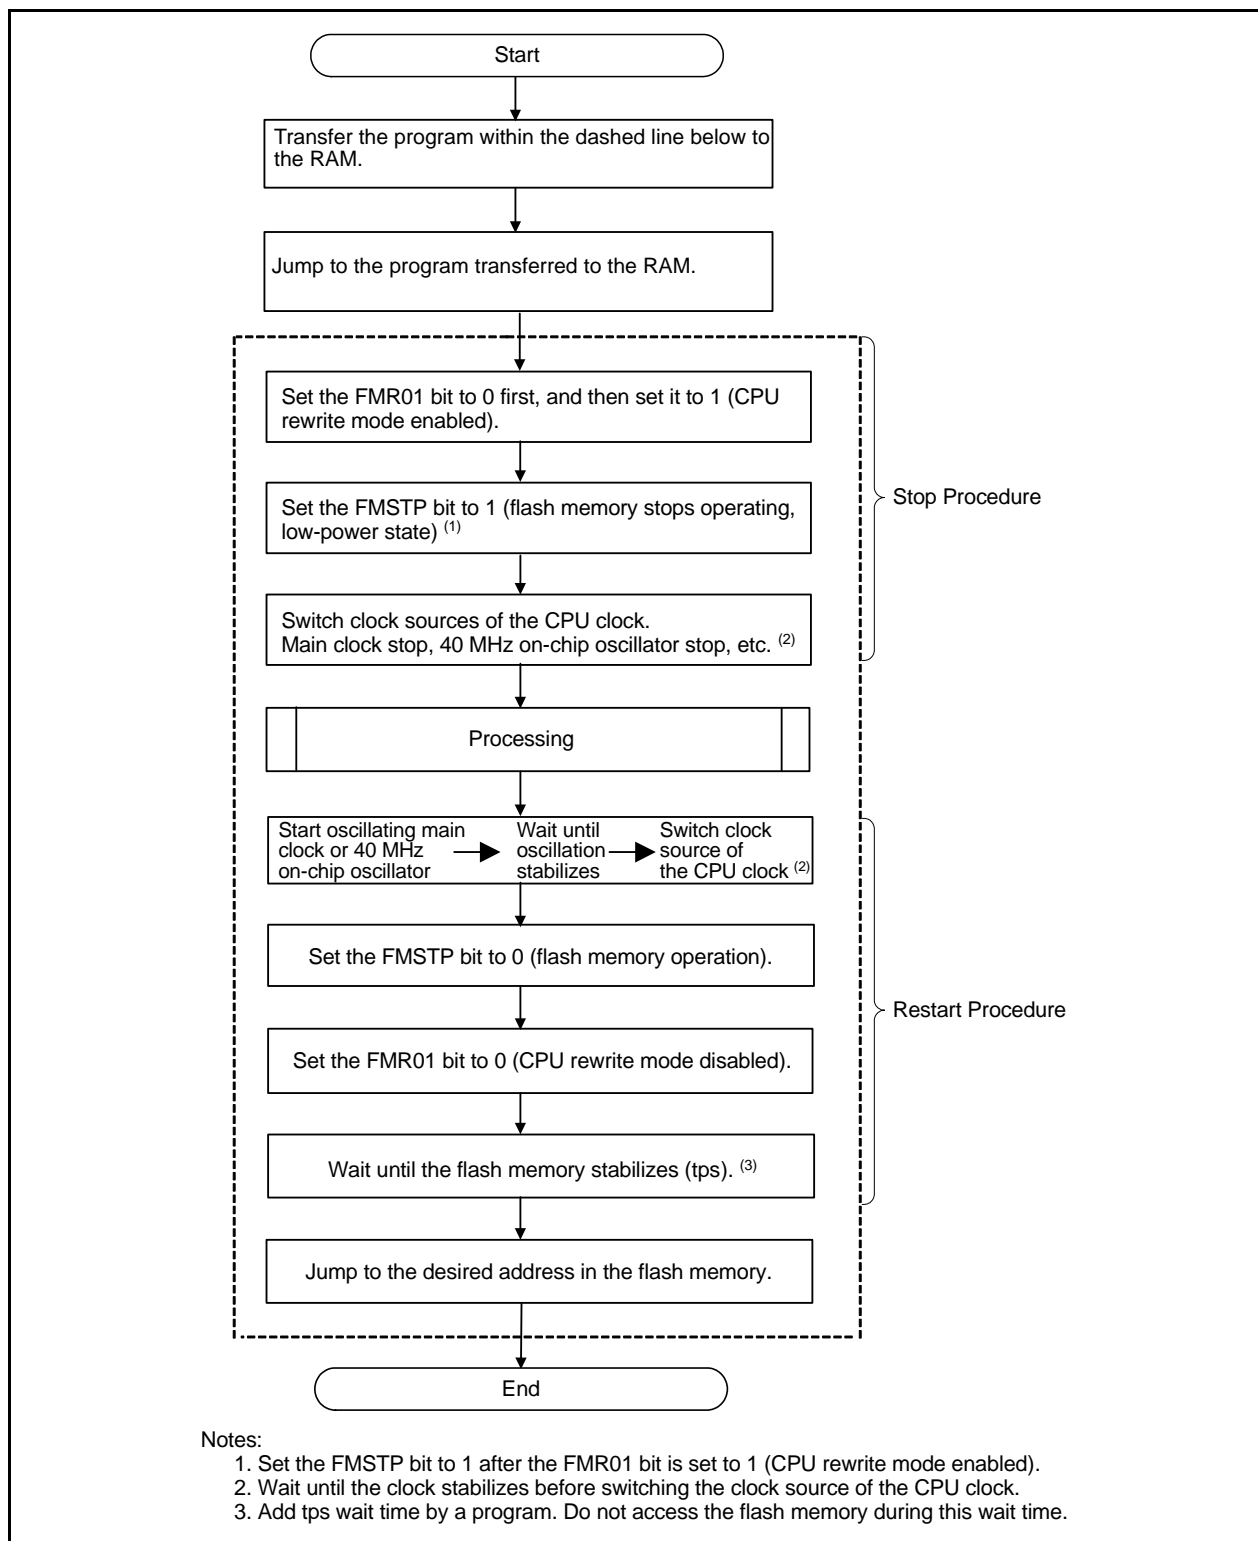 Start
Transfer the program within the dashed line below to
the RAM.
Jump to the program transferred to the RAM.
Set the FMR01 bit to 0 first, and then set it to 1 (CPU
rewrite mode enabled).
Set the FMSTP bit to 1 (flash memory stops operating,
low-power state) (1)
Stop Procedure
Switch clock sources of the CPU clock.
Main clock stop, 40 MHz on-chip oscillator stop, etc. (2)
Processing
Start oscillating main
clock or 40 MHz
on-chip oscillator
Wait until
oscillation
stabilizes
Switch clock
source of
the CPU clock (2)
Set the FMSTP bit to 0 (flash memory operation).
Restart Procedure
Set the FMR01 bit to 0 (CPU rewrite mode disabled).
Wait until the flash memory stabilizes (tps). (3)
Jump to the desired address in the flash memory.
End
Notes:
1. Set the FMSTP bit to 1 after the FMR01 bit is set to 1 (CPU rewrite mode enabled).
2. Wait until the clock stabilizes before switching the clock source of the CPU clock.
3. Add tps wait time by a program. Do not access the flash memory during this wait time.